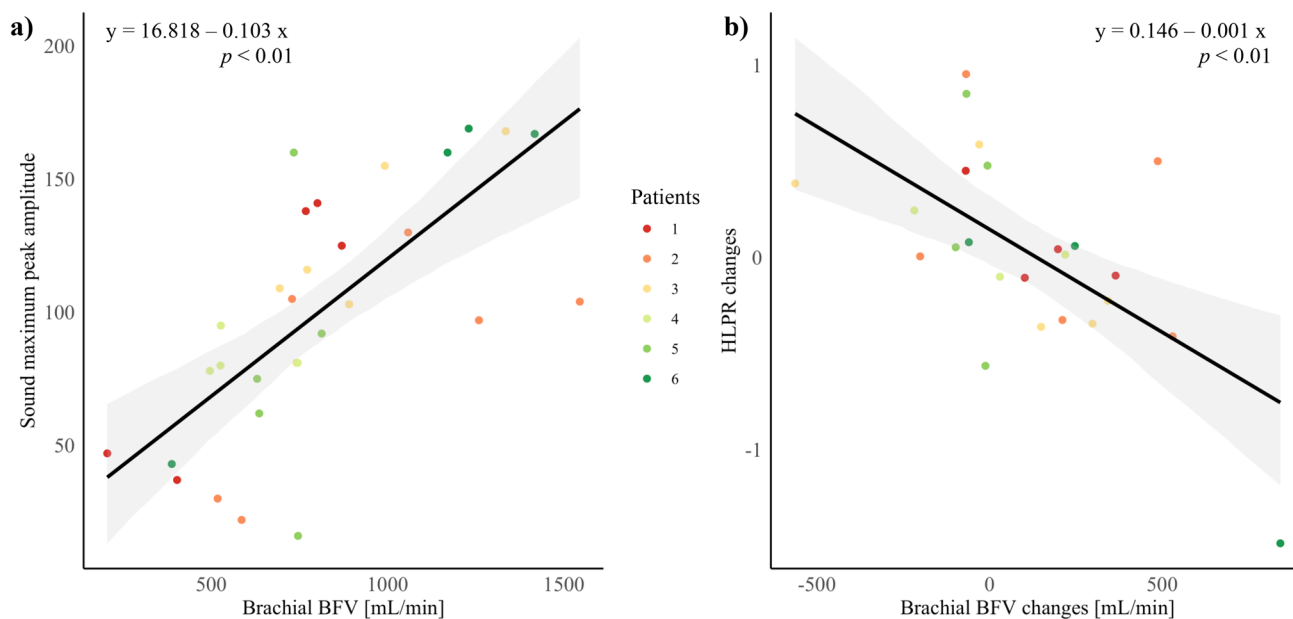 a)
y = 16.818 – 0.103 x
p < 0.01
200
150
100
50
Sound maximum peak amplitude
500
1000
1500
Brachial BFV [mL/min]
Patients
1
2
3
4
5
6
b)
y = 0.146 – 0.001 x
p < 0.01
1
0
-1
HLPR changes
-500
0
500
Brachial BFV changes [mL/min]